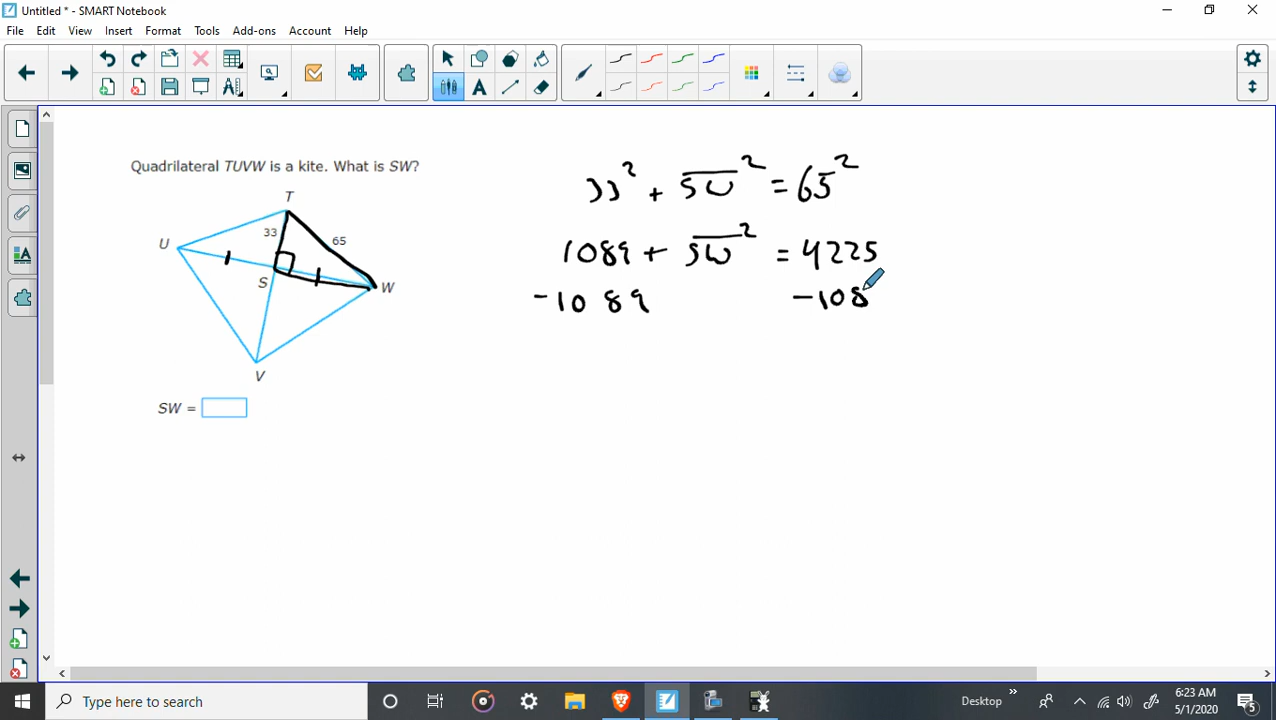 Untitled * - SMART Notebook
File Edit View Insert Format Tools Add-ons Account Help
Quadrilateral TUVW is a kite. What is SW?
T
33
65
U
S
W
V
SW =
33² + SW² = 65²
1089 + SW² = 4225
-1089 -108
Type here to search
Desktop
»
6:23 AM
5/1/2020
5